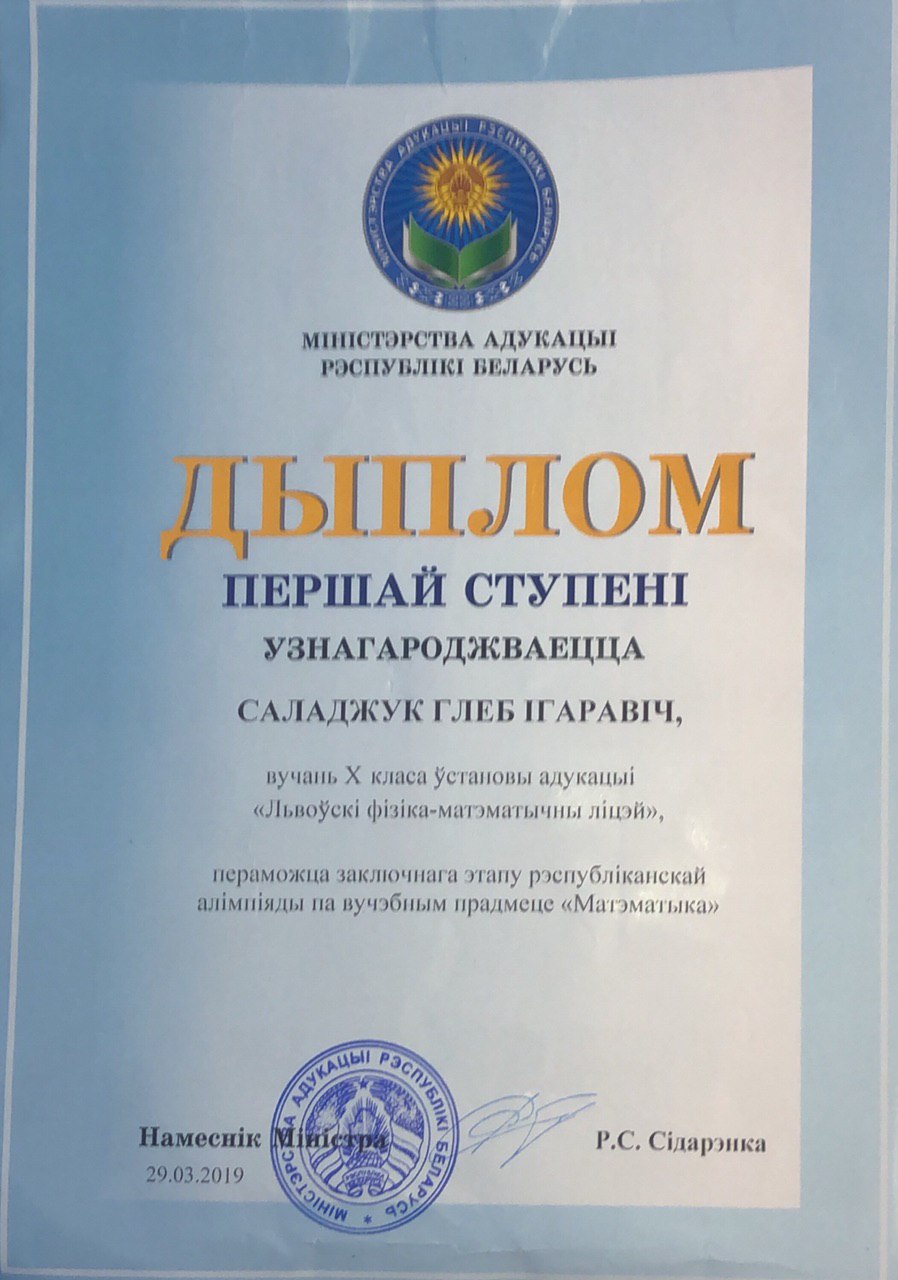 МІНІСТЭРСТВА АДУКАЦЫІ РЭСПУБЛІКІ БЕЛАРУСЬ
МІНІСТЭРСТВА АДУКАЦЫІ
РЭСПУБЛІКІ БЕЛАРУСЬ
ДЫПЛОМ
ПЕРШАЙ СТУПЕНІ
УЗНАГАРОДЖВАЕЦЦА
САЛАДЖУК ГЛЕБ ІГАРАВІЧ,
вучань X класа ўстановы адукацыі
«Львоўскі фізіка-матэматычны ліцэй»,
пераможца заключнага этапу рэспубліканскай
алімпіяды па вучэбным прадмеце «Матэматыка»
МІНІСТЭРСТВА АДУКАЦЫІ РЭСПУБЛІКІ БЕЛАРУСЬ *
Намеснік Міністра
Р.С. Сідарэнка
29.03.2019